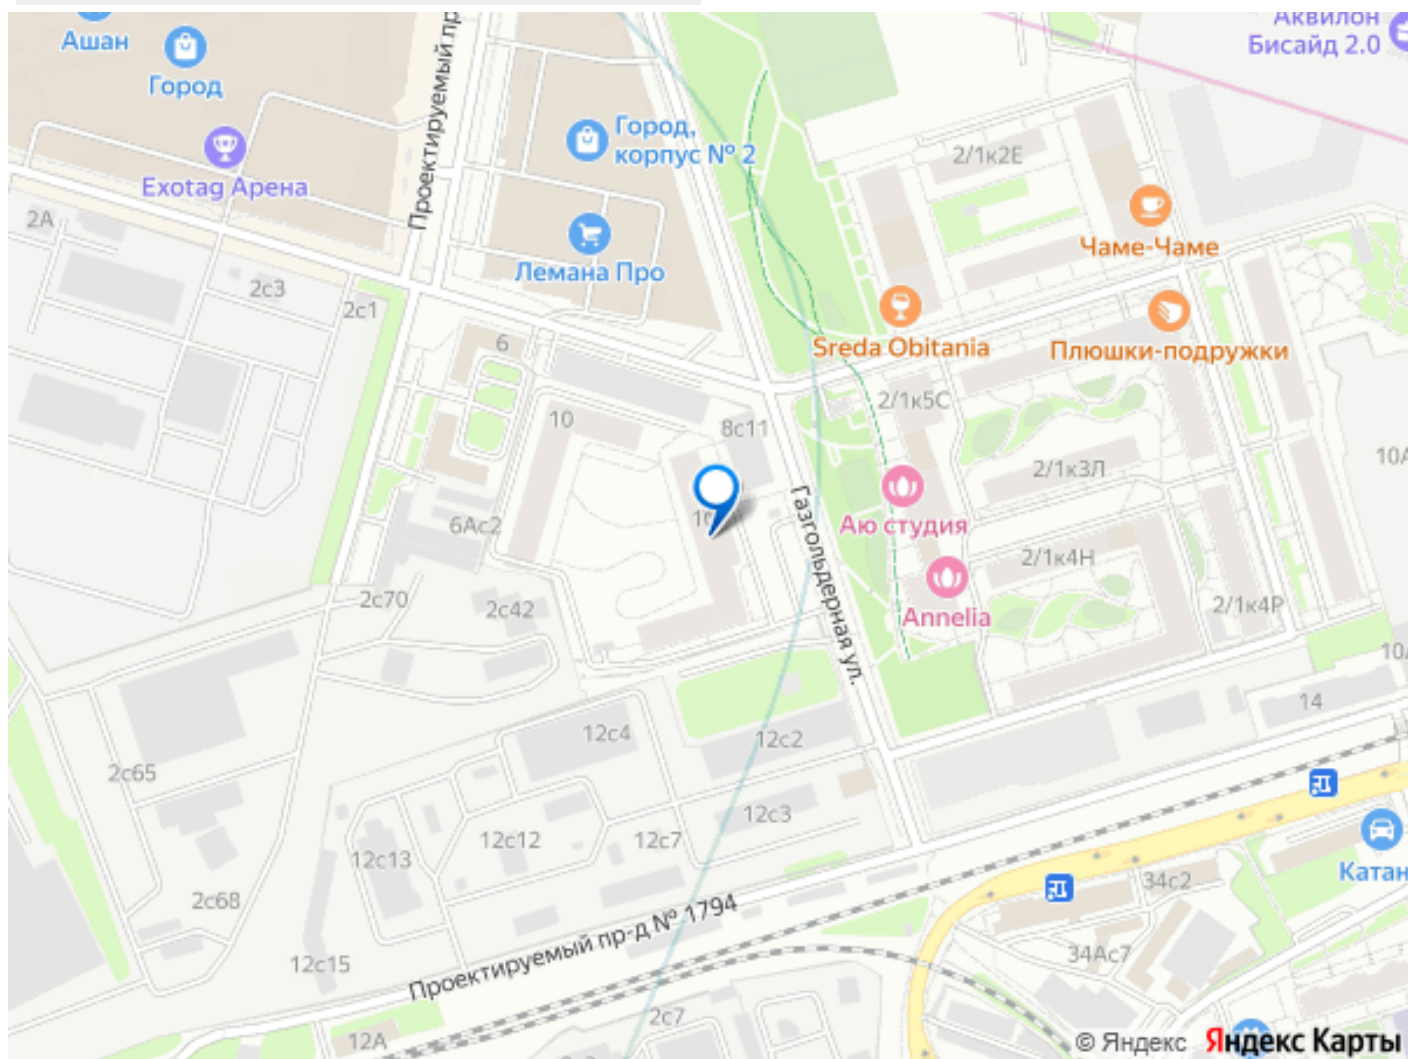 Аквилон
Бисайд 2.0
Ашан
Город
Проектируемый пр
Город,
корпус № 2
2/1к2Е
Exotag Арена
2А
Чаме-Чаме
Лемана Про
2с3
2с1
6
Sreda Obitania
Плюшки-подружки
2/1к5С
10
8с11
2/1к3Л
10А
Газгольдерная ул.
6Ас2
Аю студия
2/1к4Н
2с70
2с42
Annelia
2/1к4Р
14
12с4
12с2
2с65
12с3
12с12
12с7
12с13
Катан
34с2
2с68
Проектируемый пр-д № 1794
34Ас7
12с15
2с7
12А
© Яндекс Яндекс Карты